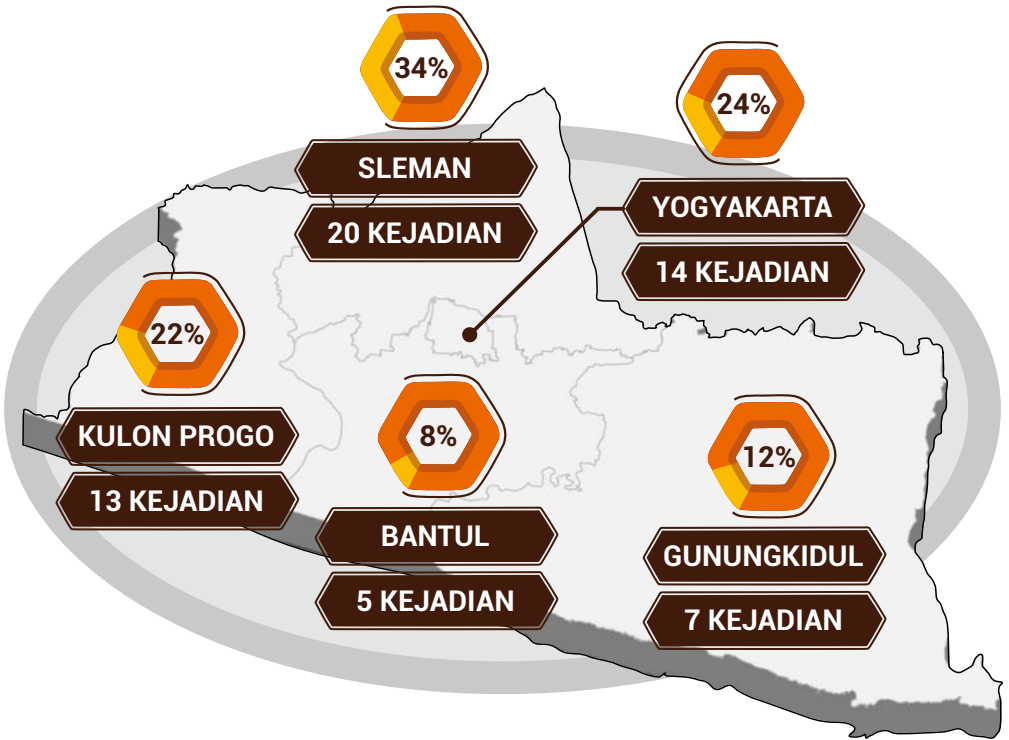 34%
SLEMAN
20 KEJADIAN
24%
YOGYAKARTA
14 KEJADIAN
22%
KULON PROGO
13 KEJADIAN
8%
BANTUL
5 KEJADIAN
12%
GUNUNGKIDUL
7 KEJADIAN